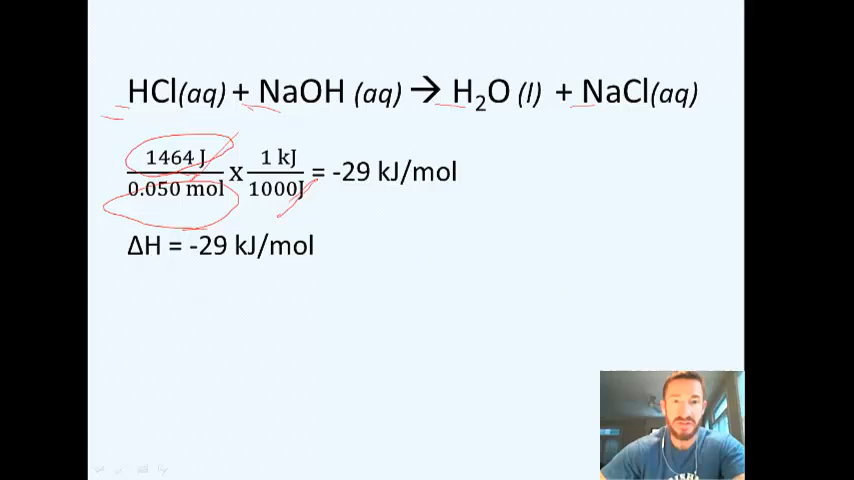 HCl(aq) + NaOH (aq) → H₂O (l) + NaCl(aq)
1464 J / 0.050 mol x 1 kJ / 1000J = -29 kJ/mol
ΔH = -29 kJ/mol